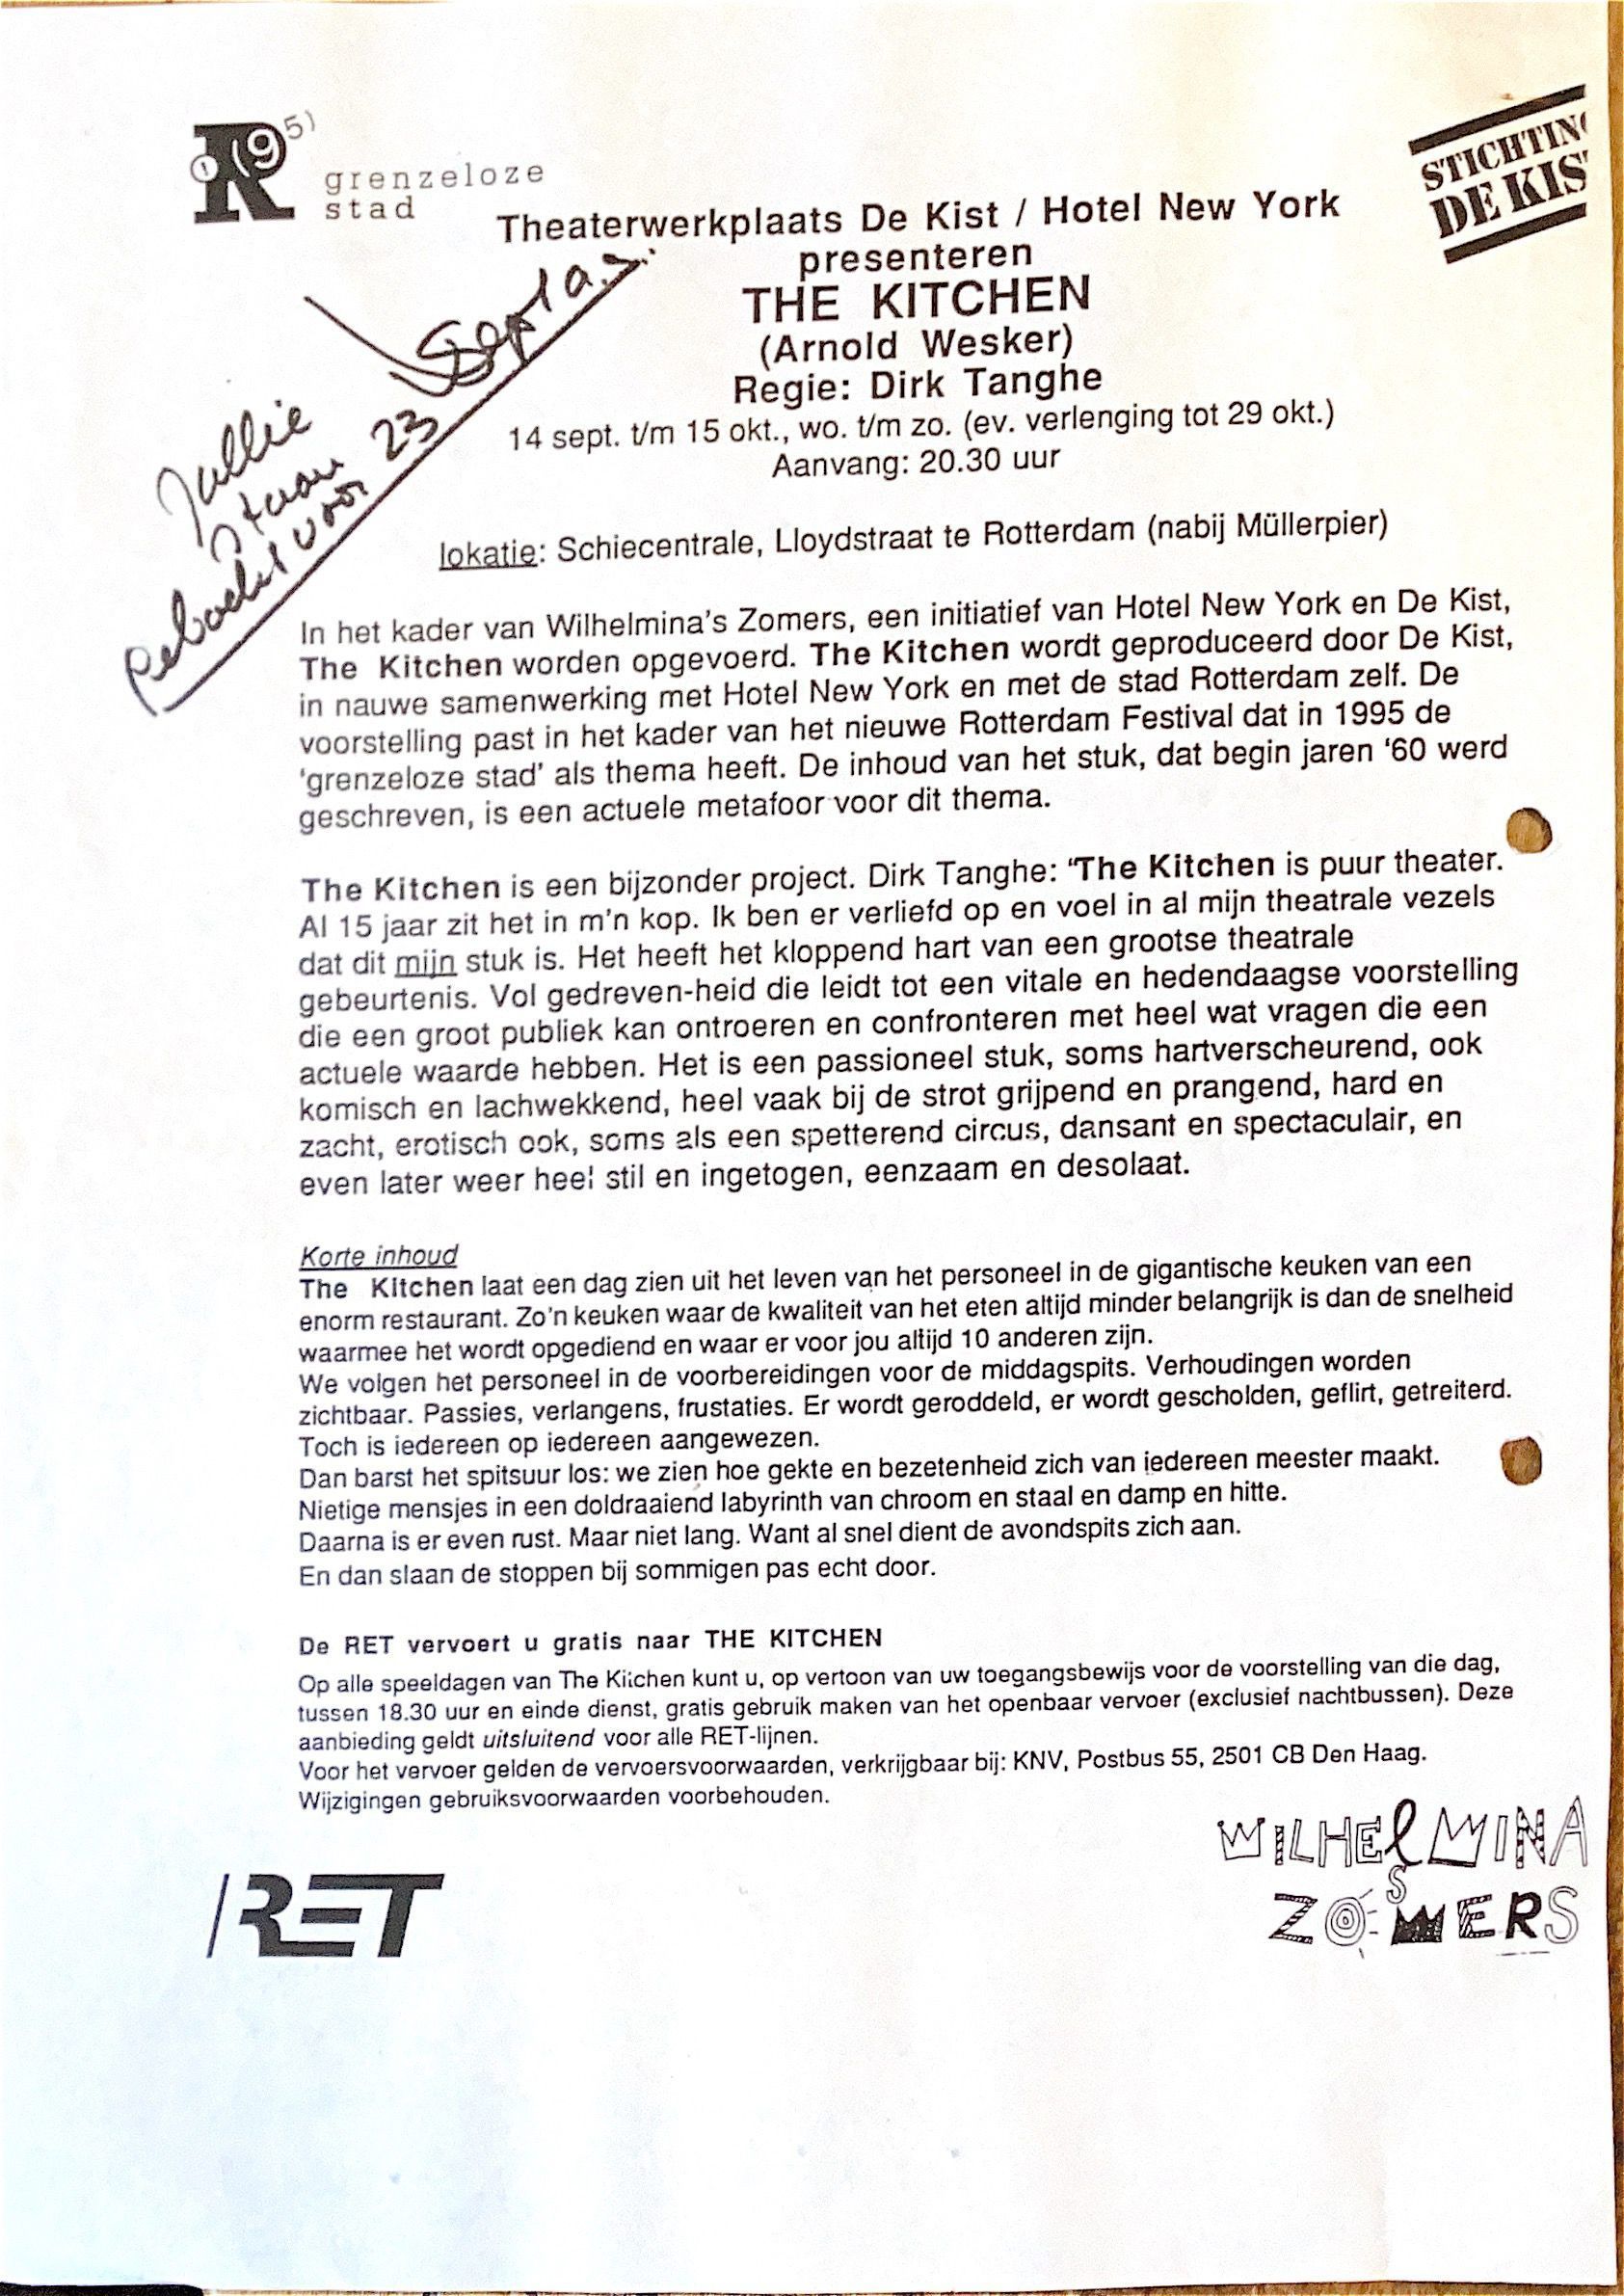 R 1(95)
grenzeloze
stad
STICHTIN
DE KIS
Theaterwerkplaats De Kist / Hotel New York
presenteren
THE KITCHEN
(Arnold Wesker)
Regie: Dirk Tanghe
14 sept. t/m 15 okt., wo. t/m zo. (ev. verlenging tot 29 okt.)
Aanvang: 20.30 uur
Jullie
staan 23 sept a.s.
geboekt voor
lokatie: Schiecentrale, Lloydstraat te Rotterdam (nabij Müllerpier)
In het kader van Wilhelmina's Zomers, een initiatief van Hotel New York en De Kist,
The Kitchen worden opgevoerd. The Kitchen wordt geproduceerd door De Kist,
in nauwe samenwerking met Hotel New York en met de stad Rotterdam zelf. De
voorstelling past in het kader van het nieuwe Rotterdam Festival dat in 1995 de
'grenzeloze stad' als thema heeft. De inhoud van het stuk, dat begin jaren '60 werd
geschreven, is een actuele metafoor voor dit thema.
The Kitchen is een bijzonder project. Dirk Tanghe: "The Kitchen is puur theater.
Al 15 jaar zit het in m'n kop. Ik ben er verliefd op en voel in al mijn theatrale vezels
dat dit mijn stuk is. Het heeft het kloppend hart van een grootse theatrale
gebeurtenis. Vol gedreven-heid die leidt tot een vitale en hedendaagse voorstelling
die een groot publiek kan ontroeren en confronteren met heel wat vragen die een
actuele waarde hebben. Het is een passioneel stuk, soms hartverscheurend, ook
komisch en lachwekkend, heel vaak bij de strot grijpend en prangend, hard en
zacht, erotisch ook, soms als een spetterend circus, dansant en spectaculair, en
even later weer heel stil en ingetogen, eenzaam en desolaat.
Korte inhoud
The Kitchen laat een dag zien uit het leven van het personeel in de gigantische keuken van een
enorm restaurant. Zo'n keuken waar de kwaliteit van het eten altijd minder belangrijk is dan de snelheid
waarmee het wordt opgediend en waar er voor jou altijd 10 anderen zijn.
We volgen het personeel in de voorbereidingen voor de middagspits. Verhoudingen worden
zichtbaar. Passies, verlangens, frustaties. Er wordt geroddeld, er wordt gescholden, geflirt, getreiterd.
Toch is iedereen op iedereen aangewezen.
Dan barst het spitsuur los: we zien hoe gekte en bezetenheid zich van iedereen meester maakt.
Nietige mensjes in een doldraaiend labyrinth van chroom en staal en damp en hitte.
Daarna is er even rust. Maar niet lang. Want al snel dient de avondspits zich aan.
En dan slaan de stoppen bij sommigen pas echt door.
De RET vervoert u gratis naar THE KITCHEN
Op alle speeldagen van The Kitchen kunt u, op vertoon van uw toegangsbewijs voor de voorstelling van die dag,
tussen 18.30 uur en einde dienst, gratis gebruik maken van het openbaar vervoer (exclusief nachtbussen). Deze
aanbieding geldt uitsluitend voor alle RET-lijnen.
Voor het vervoer gelden de vervoersvoorwaarden, verkrijgbaar bij: KNV, Postbus 55, 2501 CB Den Haag.
Wijzigingen gebruiksvoorwaarden voorbehouden.
WILHELMINA
S
ZOMERS
RET